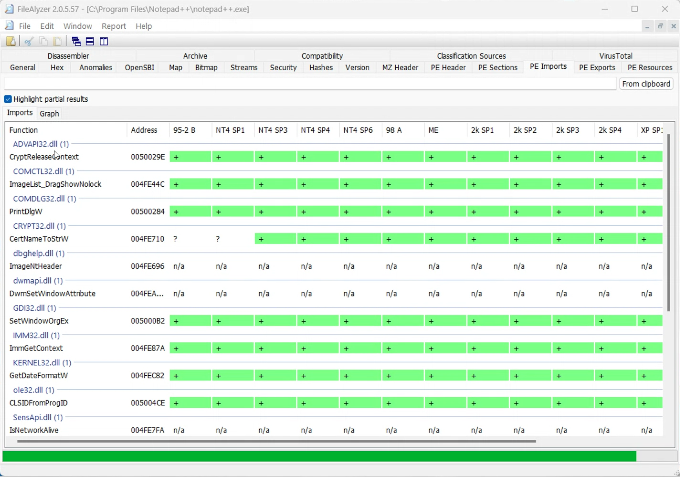 FileAlyzer 2.0.5.57 - [C:\Program Files\Notepad++\notepad++.exe]
File Edit Window Report Help
Disassembler Archive Compatibility Classification Sources VirusTotal
General Hex Anomalies OpenSBI Map Bitmap Streams Security Hashes Version MZ Header PE Header PE Sections PE Imports PE Exports PE Resources
From clipboard
Highlight partial results
Imports Graph
Function Address 95-2 B NT4 SP1 NT4 SP3 NT4 SP4 NT4 SP6 98 A ME 2k SP1 2k SP2 2k SP3 2k SP4 XP SP1
ADVAPI32.dll (1)
CryptReleaseContext 0050029E + + + + + + + + + + + +
COMCTL32.dll (1)
ImageList_DragShowNolock 004FE44C + + + + + + + + + + + +
COMDLG32.dll (1)
PrintDlgW 00500284 + + + + + + + + + + + +
CRYPT32.dll (1)
CertNameToStrW 004FE710 ? ? + + + + + + + + + +
dbghelp.dll (1)
ImageNtHeader 004FE696 n/a n/a n/a n/a n/a n/a n/a n/a n/a n/a n/a n/a
dwmapi.dll (1)
DwmSetWindowAttribute 004FEA... n/a n/a n/a n/a n/a n/a n/a n/a n/a n/a n/a n/a
GDI32.dll (1)
SetWindowOrgEx 005000B2 + + + + + + + + + + + +
IMM32.dll (1)
ImmGetContext 004FE87A + + + + + + + + + + + +
KERNEL32.dll (1)
GetDateFormatW 004FEC82 + + + + + + + + + + + +
ole32.dll (1)
CLSIDFromProgID 005004CE + + + + + + + + + + + +
SensApi.dll (1)
IsNetworkAlive 004FE7FA n/a n/a n/a n/a n/a n/a n/a n/a n/a n/a n/a n/a